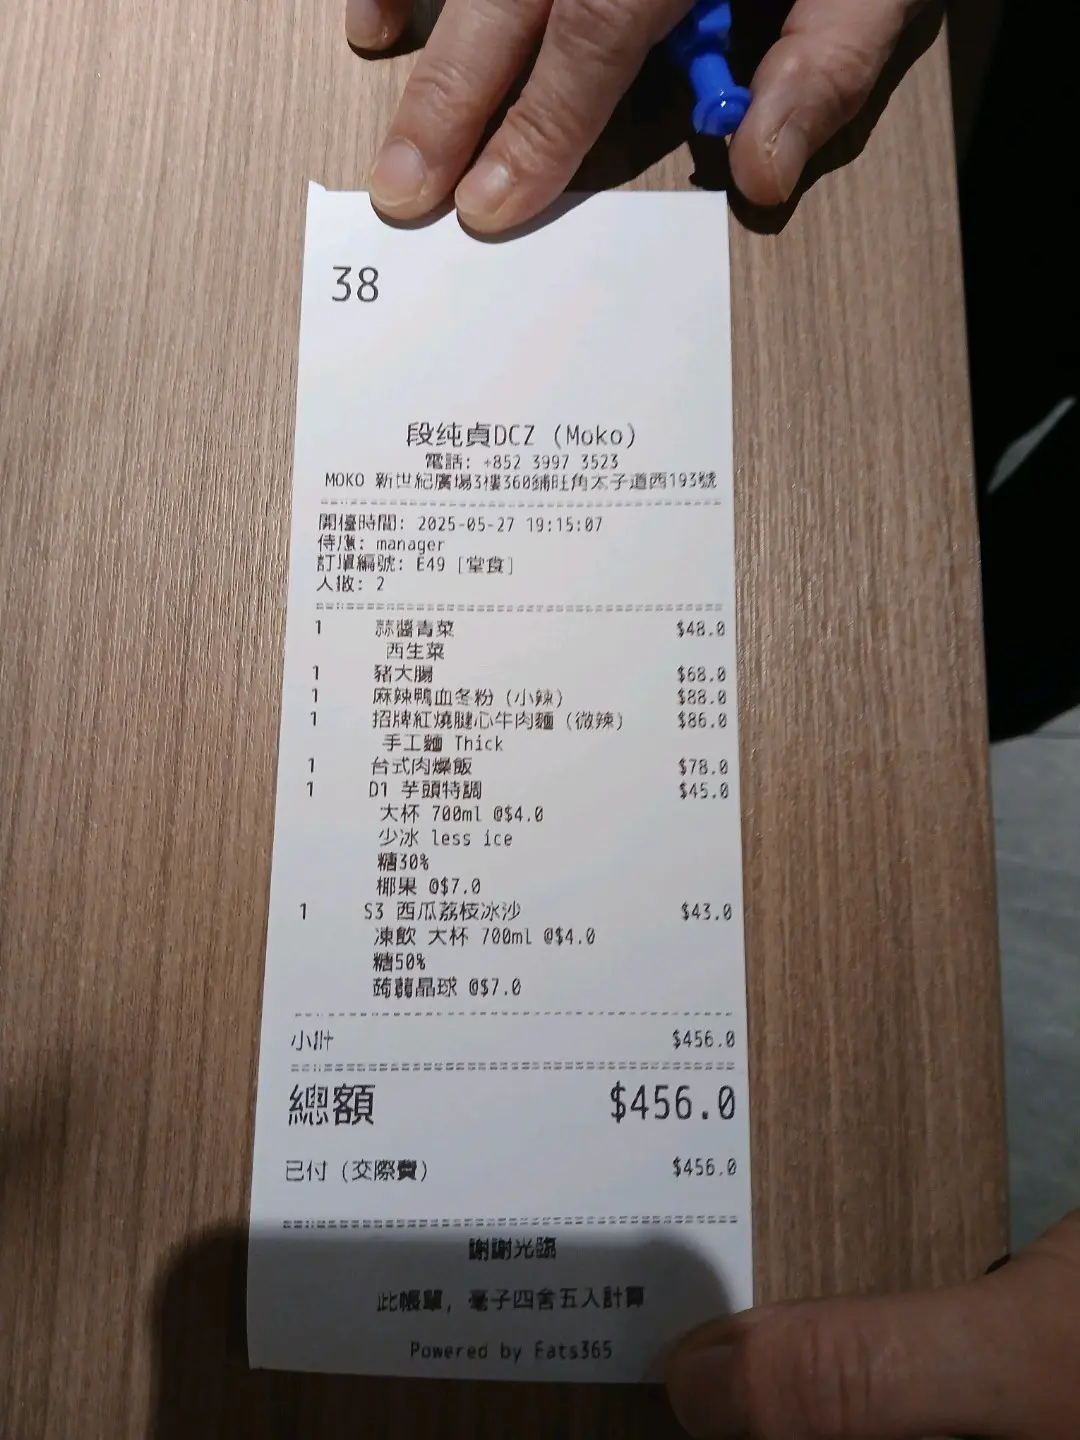 38
段纯貞DCZ (Moko)
電話: +852 3997 3523
MOKO 新世紀廣場3樓360鋪旺角太子道西193號
開檯時間: 2025-05-27 19:15:07
侍應: manager
訂單編號: E49 [堂食]
人數: 2
1 蒜醬青菜 $48.0
西生菜
1 豬大腸 $68.0
1 麻辣鴨血冬粉 (小辣) $88.0
1 招牌紅燒腱心牛肉麵 (微辣) $86.0
手工麵 Thick
1 台式肉燥飯 $78.0
1 D1 芋頭特調 $45.0
大杯 700ml @$4.0
少冰 less ice
糖30%
椰果 @$7.0
1 S3 西瓜荔枝冰沙 $43.0
凍飲 大杯 700ml @$4.0
糖50%
蒟蒻晶球 @$7.0
小計 $456.0
總額 $456.0
已付 (交際費) $456.0
謝謝光臨
此帳單, 毫子四舍五入計算
Powered by Eats365